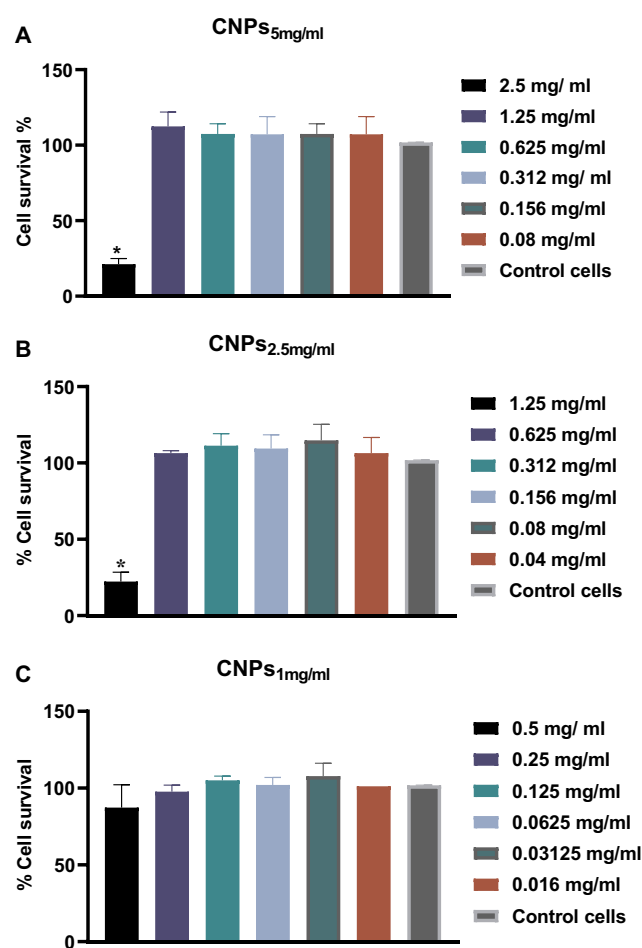 A
CNPs5mg/ml
Cell survival %
150
100
50
0
*
2.5 mg/ ml
1.25 mg/ml
0.625 mg/ml
0.312 mg/ ml
0.156 mg/ml
0.08 mg/ml
Control cells
B
CNPs2.5mg/ml
% Cell survival
150
100
50
0
*
1.25 mg/ml
0.625 mg/ml
0.312 mg/ml
0.156 mg/ml
0.08 mg/ml
0.04 mg/ml
Control cells
C
CNPs1mg/ml
% Cell survival
150
100
50
0
0.5 mg/ ml
0.25 mg/ml
0.125 mg/ml
0.0625 mg/ml
0.03125 mg/ml
0.016 mg/ml
Control cells